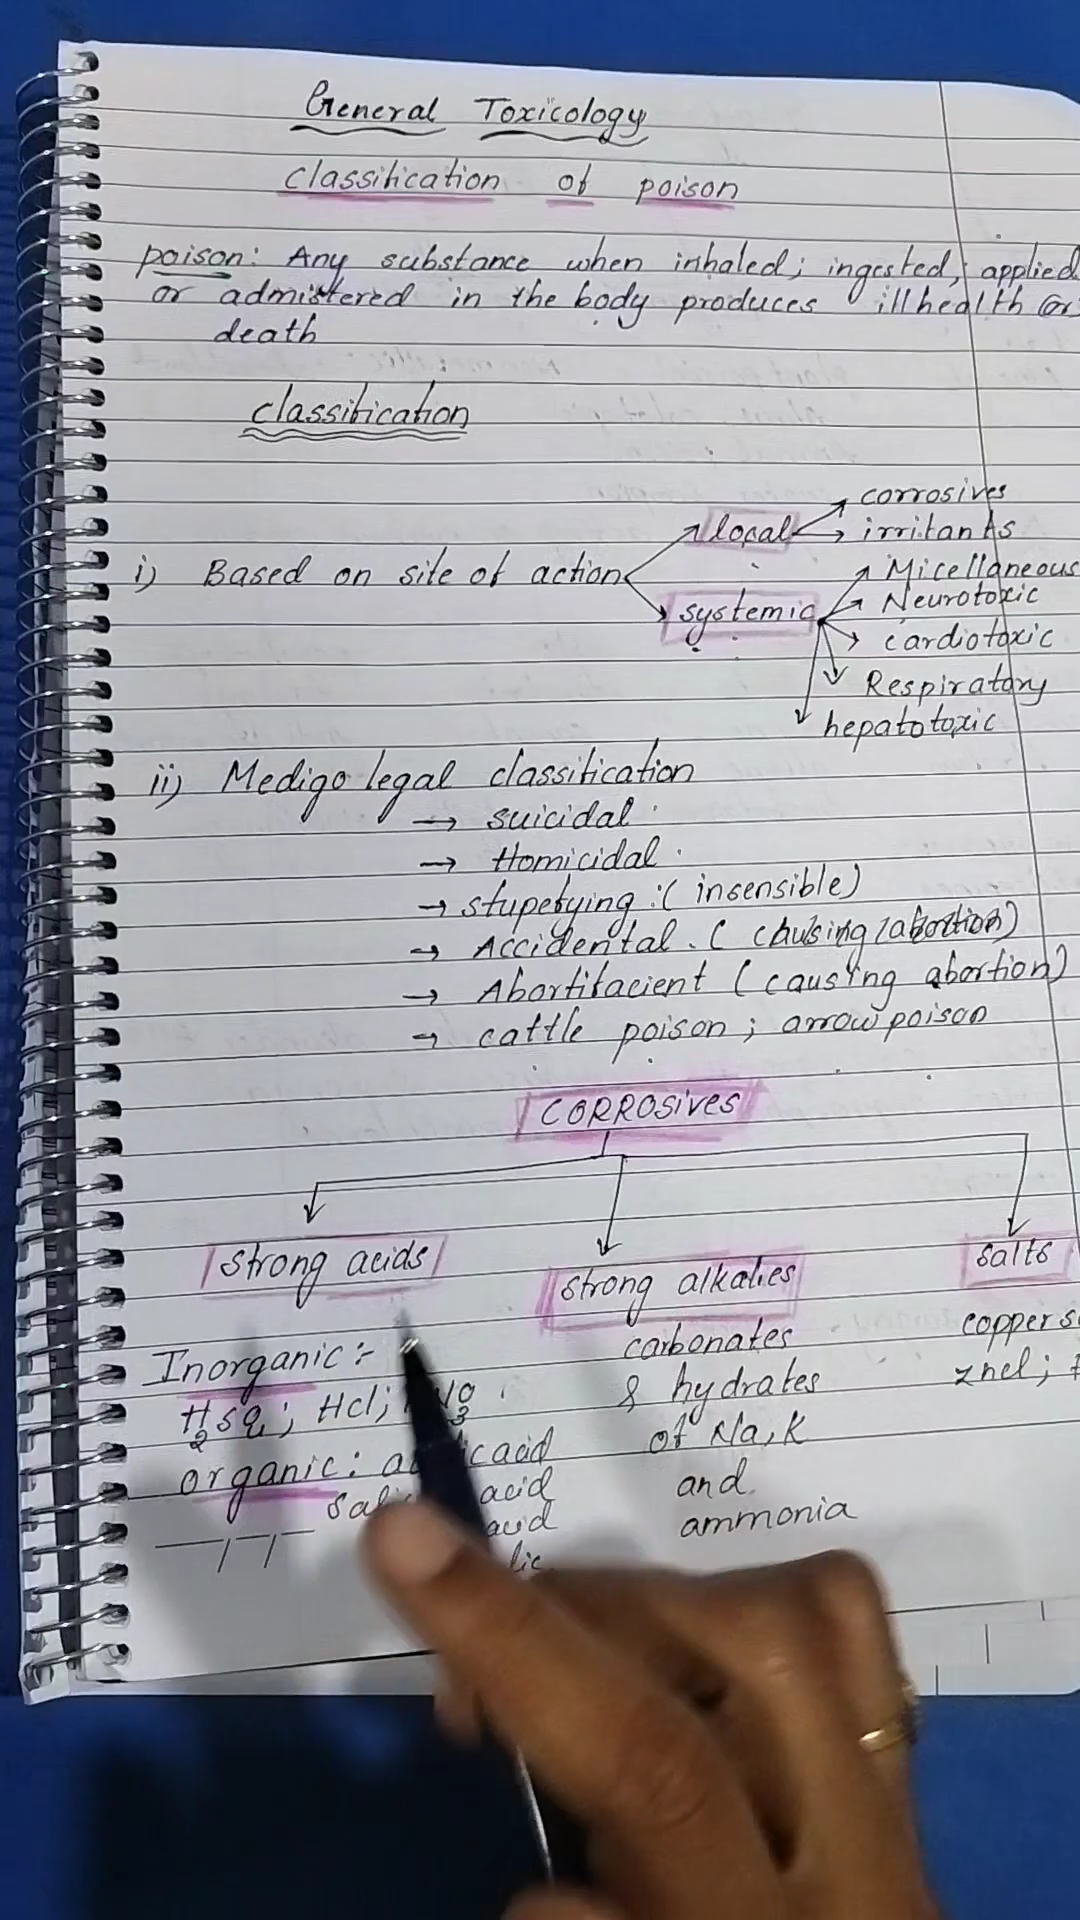 General Toxicology
classification of poison
poison: Any substance when inhaled; ingested, applied
or admistered in the body produces illhealth (or)
death
classification
corrosives
local
irritants
i) Based on site of action
Micellaneous
Neurotoxic
systemic
cardiotoxic
Respiratory
hepatotoxic
ii) Medigo legal classification
→ suicidal
→ Homicidal
→ stupefying : (insensible)
→ Accidental. (causing abortion)
→ Abortifacient (causing abortion)
→ cattle poison; arrow poison
CORROSives
strong acids
strong alkalies
salts
Inorganic:-
carbonates
copper
H2SO4; Hcl;
& hydrates
zncl;
organic: acid
of Na, K
acid
and
acid
ammonia